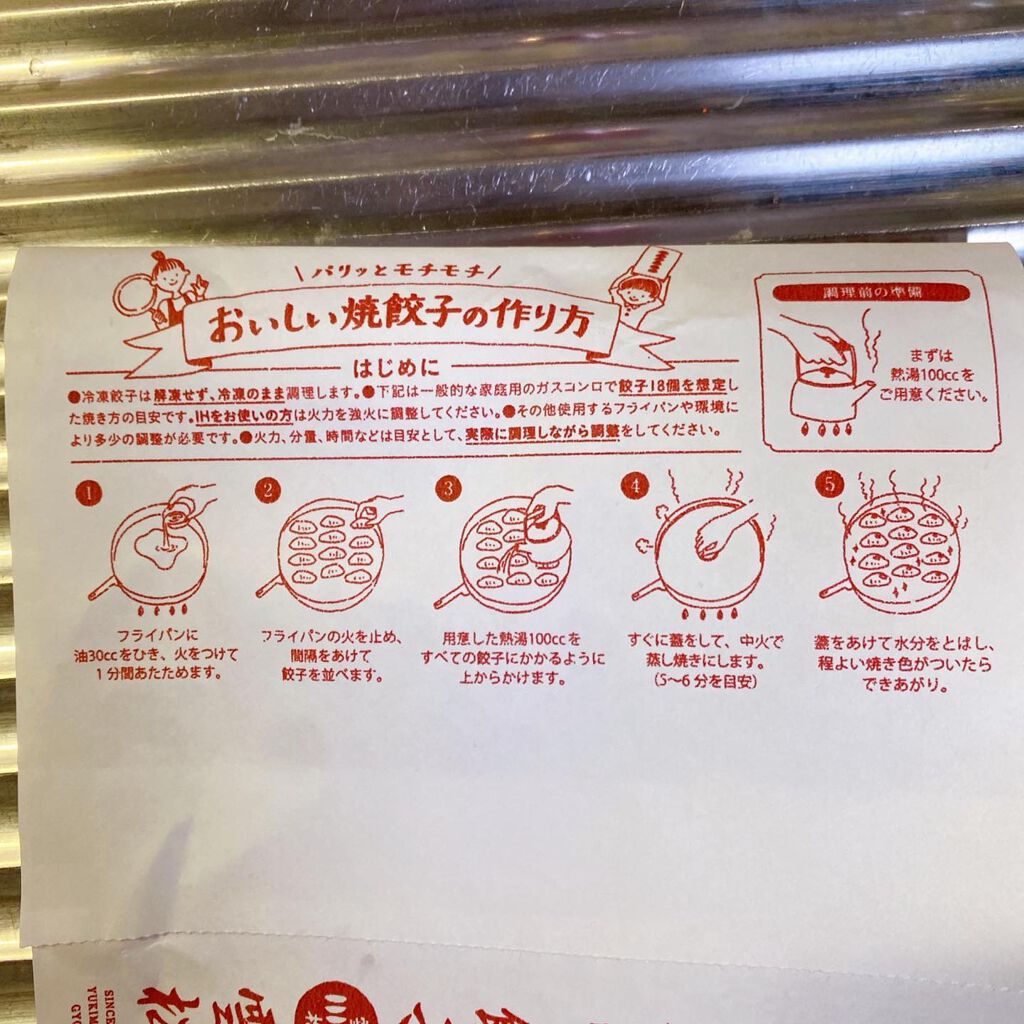 \ パリッとモチモチ /
おいしい焼餃子の作り方
はじめに
●冷凍餃子は解凍せず、冷凍のまま調理します。●下記は一般的な家庭用のガスコンロで餃子18個を想定し
た焼き方の目安です。IHをお使いの方は火力を強火に調整してください。●その他使用するフライパンや環境に
より多少の調整が必要です。●火力、分量、時間などは目安として、実際に調理しながら調整をしてください。
調理前の準備
まずは
熱湯100ccを
ご用意ください。
1
フライパンに
油30ccをひき、火をつけて
1分間あたためます。
2
フライパンの火を止め、
間隔をあけて
餃子を並べます。
3
用意した熱湯100ccを
すべての餃子にかかるように
上からかけます。
4
すぐに蓋をして、中火で
蒸し焼きにします。
(5〜6分を目安)
5
蓋をあけて水分をとばし、
程よい焼き色がついたら
できあがり。
SINCE
YUKIM
GYO
雪松